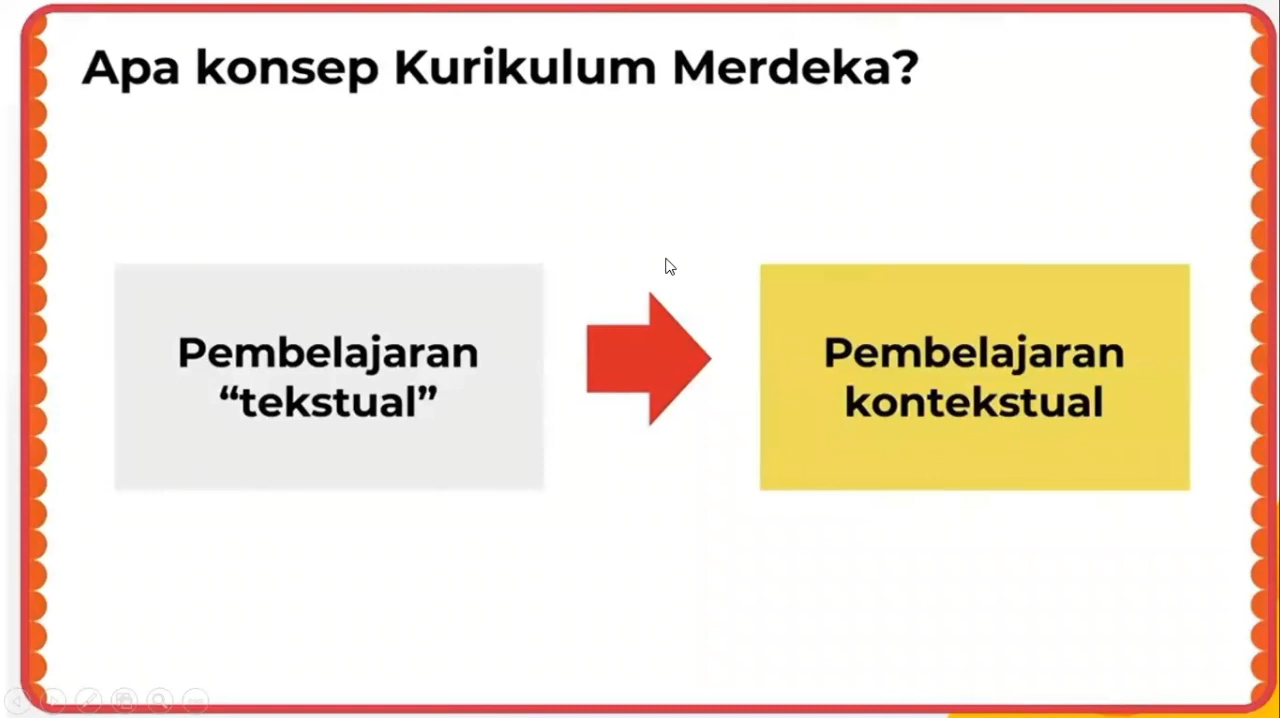 Apa konsep Kurikulum Merdeka?
Pembelajaran
“tekstual”
Pembelajaran
kontekstual